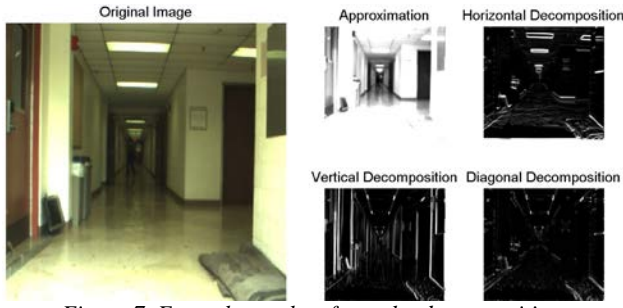 Original Image
Approximation
Horizontal Decomposition
Vertical Decomposition
Diagonal Decomposition